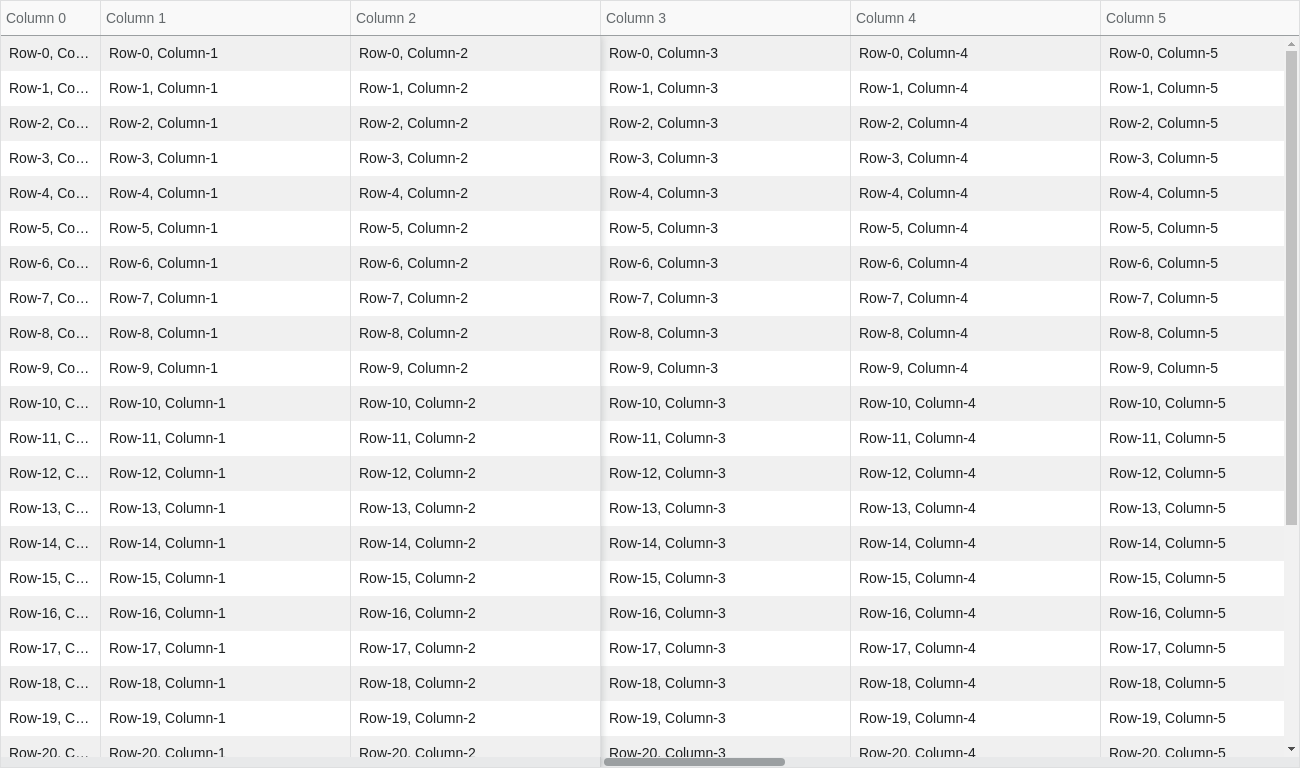 Column 0 Column 1 Column 2 Column 3 Column 4 Column 5
Row-0, Co… Row-0, Column-1 Row-0, Column-2 Row-0, Column-3 Row-0, Column-4 Row-0, Column-5
Row-1, Co… Row-1, Column-1 Row-1, Column-2 Row-1, Column-3 Row-1, Column-4 Row-1, Column-5
Row-2, Co… Row-2, Column-1 Row-2, Column-2 Row-2, Column-3 Row-2, Column-4 Row-2, Column-5
Row-3, Co… Row-3, Column-1 Row-3, Column-2 Row-3, Column-3 Row-3, Column-4 Row-3, Column-5
Row-4, Co… Row-4, Column-1 Row-4, Column-2 Row-4, Column-3 Row-4, Column-4 Row-4, Column-5
Row-5, Co… Row-5, Column-1 Row-5, Column-2 Row-5, Column-3 Row-5, Column-4 Row-5, Column-5
Row-6, Co… Row-6, Column-1 Row-6, Column-2 Row-6, Column-3 Row-6, Column-4 Row-6, Column-5
Row-7, Co… Row-7, Column-1 Row-7, Column-2 Row-7, Column-3 Row-7, Column-4 Row-7, Column-5
Row-8, Co… Row-8, Column-1 Row-8, Column-2 Row-8, Column-3 Row-8, Column-4 Row-8, Column-5
Row-9, Co… Row-9, Column-1 Row-9, Column-2 Row-9, Column-3 Row-9, Column-4 Row-9, Column-5
Row-10, C… Row-10, Column-1 Row-10, Column-2 Row-10, Column-3 Row-10, Column-4 Row-10, Column-5
Row-11, C… Row-11, Column-1 Row-11, Column-2 Row-11, Column-3 Row-11, Column-4 Row-11, Column-5
Row-12, C… Row-12, Column-1 Row-12, Column-2 Row-12, Column-3 Row-12, Column-4 Row-12, Column-5
Row-13, C… Row-13, Column-1 Row-13, Column-2 Row-13, Column-3 Row-13, Column-4 Row-13, Column-5
Row-14, C… Row-14, Column-1 Row-14, Column-2 Row-14, Column-3 Row-14, Column-4 Row-14, Column-5
Row-15, C… Row-15, Column-1 Row-15, Column-2 Row-15, Column-3 Row-15, Column-4 Row-15, Column-5
Row-16, C… Row-16, Column-1 Row-16, Column-2 Row-16, Column-3 Row-16, Column-4 Row-16, Column-5
Row-17, C… Row-17, Column-1 Row-17, Column-2 Row-17, Column-3 Row-17, Column-4 Row-17, Column-5
Row-18, C… Row-18, Column-1 Row-18, Column-2 Row-18, Column-3 Row-18, Column-4 Row-18, Column-5
Row-19, C… Row-19, Column-1 Row-19, Column-2 Row-19, Column-3 Row-19, Column-4 Row-19, Column-5
Row-20, C… Row-20, Column-1 Row-20, Column-2 Row-20, Column-3 Row-20, Column-4 Row-20, Column-5